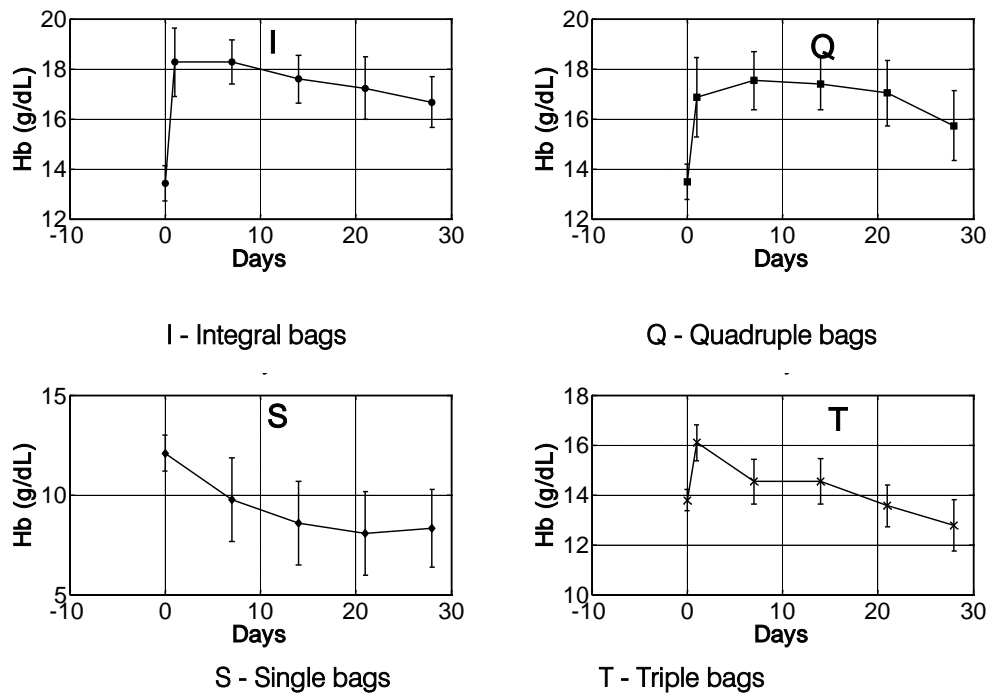 20
18
16
14
12
Hb (g/dL)
I
-10 0 10 20 30
Days
20
18
16
14
12
Hb (g/dL)
Q
-10 0 10 20 30
Days
I - Integral bags
Q - Quadruple bags
15
10
5
Hb (g/dL)
S
-10 0 10 20 30
Days
18
16
14
12
10
Hb (g/dL)
T
-10 0 10 20 30
Days
S - Single bags
T - Triple bags